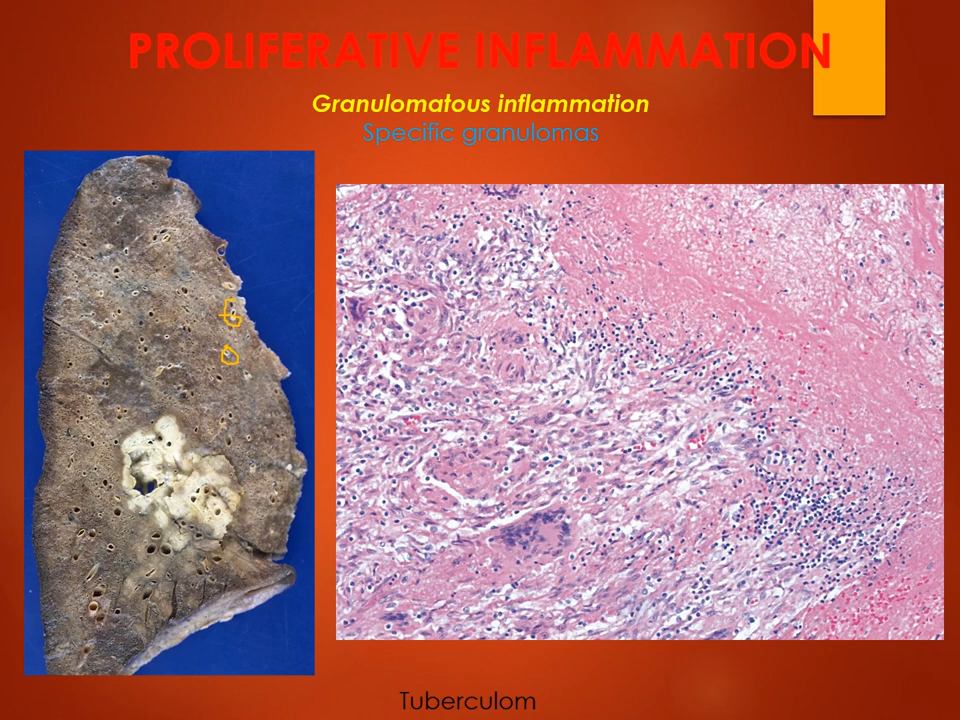 PROLIFERATIVE INFLAMMATION
Granulomatous inflammation
Specific granulomas
Tuberculom